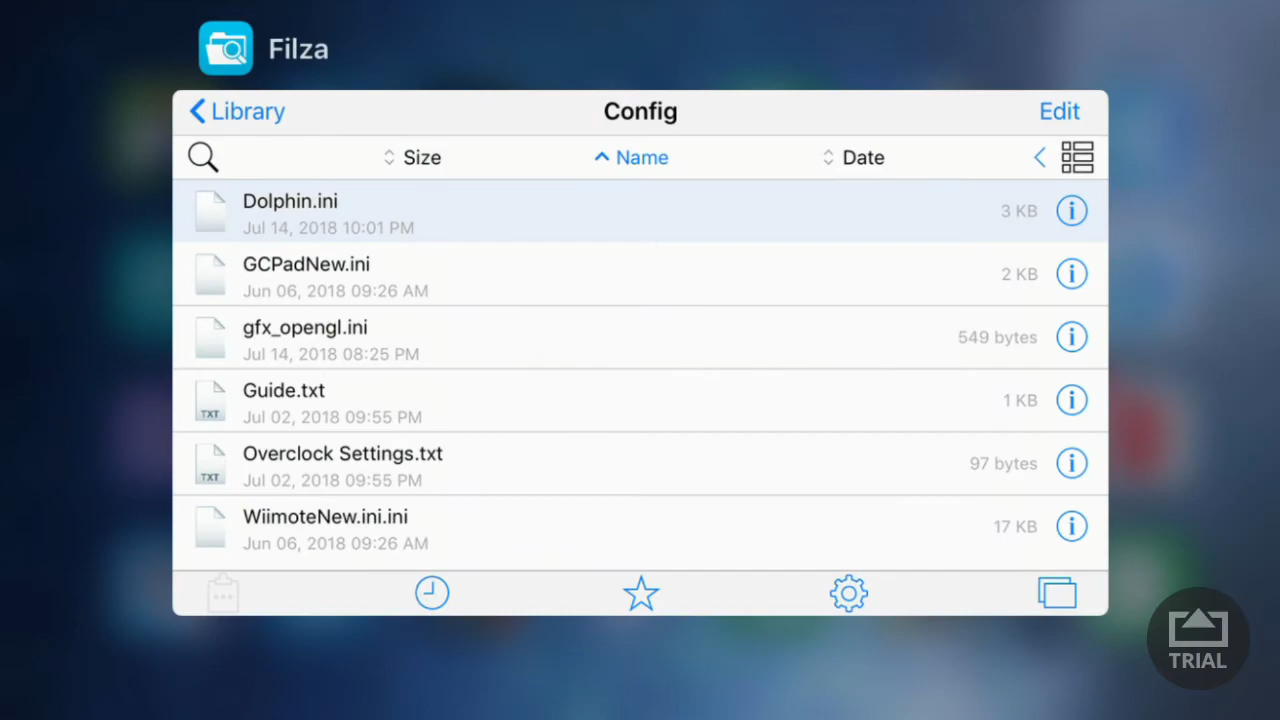 Filza
Library
Config
Edit
Size
Name
Date
Dolphin.ini
Jul 14, 2018 10:01 PM
3 KB
GCPadNew.ini
Jun 06, 2018 09:26 AM
2 KB
gfx_opengl.ini
Jul 14, 2018 08:25 PM
549 bytes
Guide.txt
Jul 02, 2018 09:55 PM
1 KB
TXT
Overclock Settings.txt
Jul 02, 2018 09:55 PM
97 bytes
TXT
WiimoteNew.ini.ini
Jun 06, 2018 09:26 AM
17 KB
TRIAL